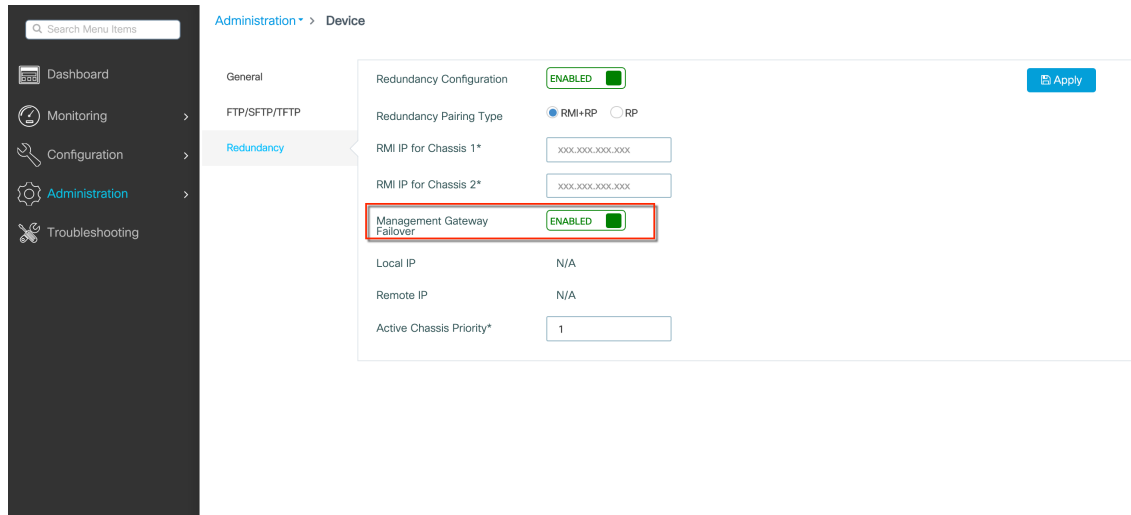 Search Menu Items
Administration > Device
Dashboard
Monitoring
Configuration
Administration
Troubleshooting
General
FTP/SFTP/TFTP
Redundancy
Redundancy Configuration ENABLED
Apply
Redundancy Pairing Type RMI+RP RP
RMI IP for Chassis 1* xxx.xxx.xxx.xxx
RMI IP for Chassis 2* xxx.xxx.xxx.xxx
Management Gateway
Failover
ENABLED
Local IP N/A
Remote IP N/A
Active Chassis Priority* 1